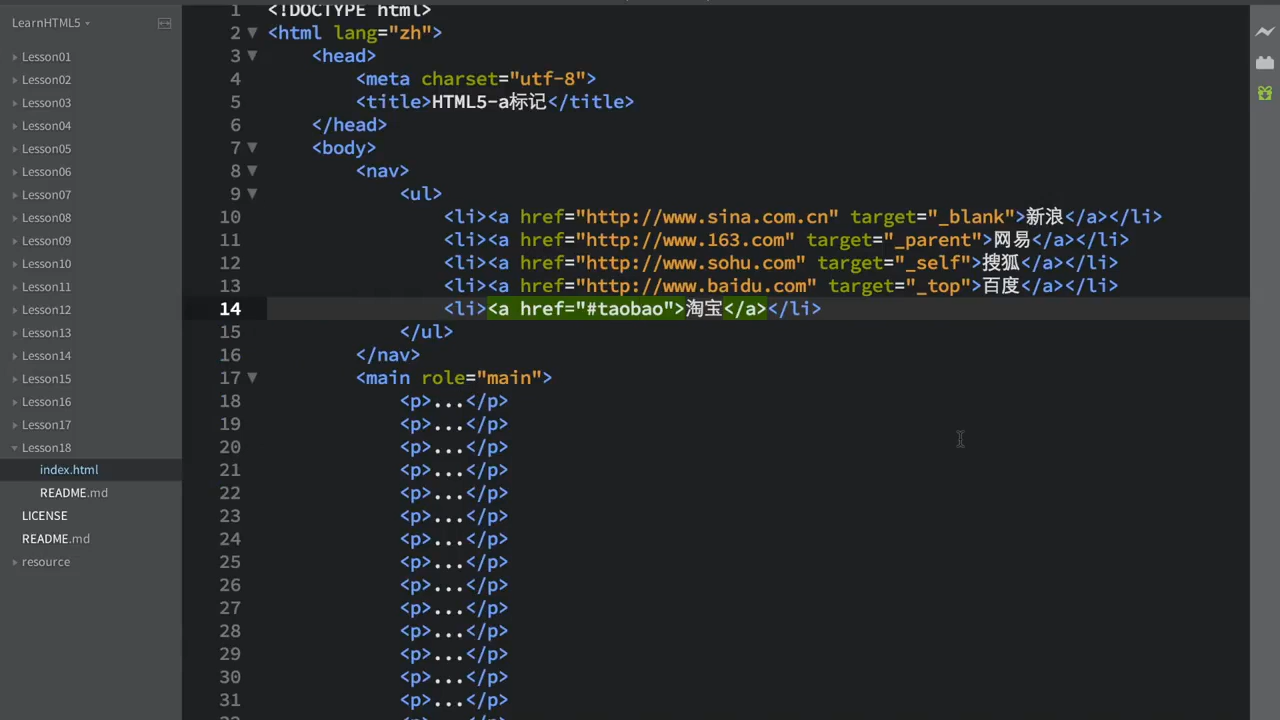 LearnHTML5
Lesson01
Lesson02
Lesson03
Lesson04
Lesson05
Lesson06
Lesson07
Lesson08
Lesson09
Lesson10
Lesson11
Lesson12
Lesson13
Lesson14
Lesson15
Lesson16
Lesson17
Lesson18
index.html
README.md
LICENSE
README.md
resource
1 <!DOCTYPE html>
2 <html lang="zh">
3 <head>
4 <meta charset="utf-8">
5 <title>HTML5-a标记</title>
6 </head>
7 <body>
8 <nav>
9 <ul>
10 <li><a href="http://www.sina.com.cn" target="_blank">新浪</a></li>
11 <li><a href="http://www.163.com" target="_parent">网易</a></li>
12 <li><a href="http://www.sohu.com" target="_self">搜狐</a></li>
13 <li><a href="http://www.baidu.com" target="_top">百度</a></li>
14 <li><a href="#taobao">淘宝</a></li>
15 </ul>
16 </nav>
17 <main role="main">
18 <p>...</p>
19 <p>...</p>
20 <p>...</p>
21 <p>...</p>
22 <p>...</p>
23 <p>...</p>
24 <p>...</p>
25 <p>...</p>
26 <p>...</p>
27 <p>...</p>
28 <p>...</p>
29 <p>...</p>
30 <p>...</p>
31 <p>...</p>